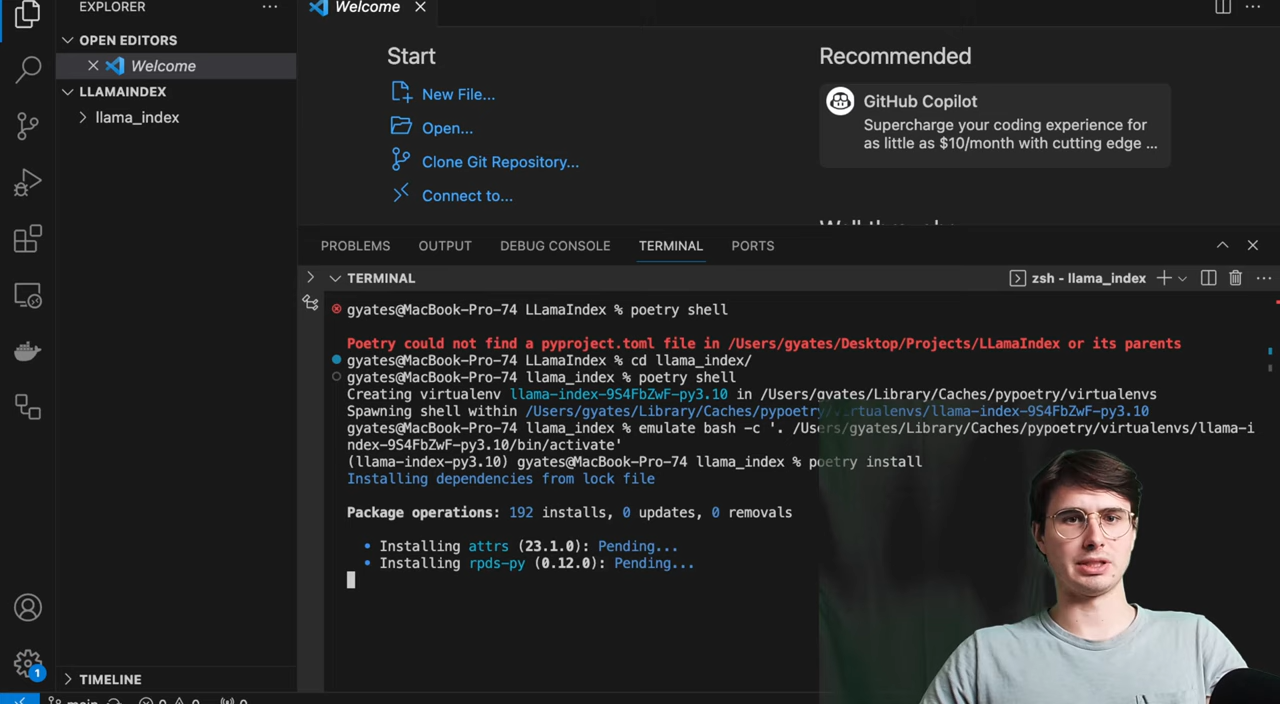 EXPLORER
Welcome
OPEN EDITORS
Welcome
LLAMAINDEX
llama_index
Start
New File...
Open...
Clone Git Repository...
Connect to...
Recommended
GitHub Copilot
Supercharge your coding experience for
as little as $10/month with cutting edge ...
PROBLEMS
OUTPUT
DEBUG CONSOLE
TERMINAL
PORTS
TERMINAL
zsh - llama_index
gyates@MacBook-Pro-74 LLamaIndex % poetry shell
Poetry could not find a pyproject.toml file in /Users/gyates/Desktop/Projects/LLamaIndex or its parents
gyates@MacBook-Pro-74 LLamaIndex % cd llama_index/
gyates@MacBook-Pro-74 llama_index % poetry shell
Creating virtualenv llama-index-9S4FbZwF-py3.10 in /Users/gyates/Library/Caches/pypoetry/virtualenvs
Spawning shell within /Users/gyates/Library/Caches/pypoetry/virtualenvs/llama-index-9S4FbZwF-py3.10
gyates@MacBook-Pro-74 llama_index % emulate bash -c '. /Users/gyates/Library/Caches/pypoetry/virtualenvs/llama-i
ndex-9S4FbZwF-py3.10/bin/activate'
(llama-index-py3.10) gyates@MacBook-Pro-74 llama_index % poetry install
Installing dependencies from lock file
Package operations: 192 installs, 0 updates, 0 removals
• Installing attrs (23.1.0): Pending...
• Installing rpds-py (0.12.0): Pending...
TIMELINE
1